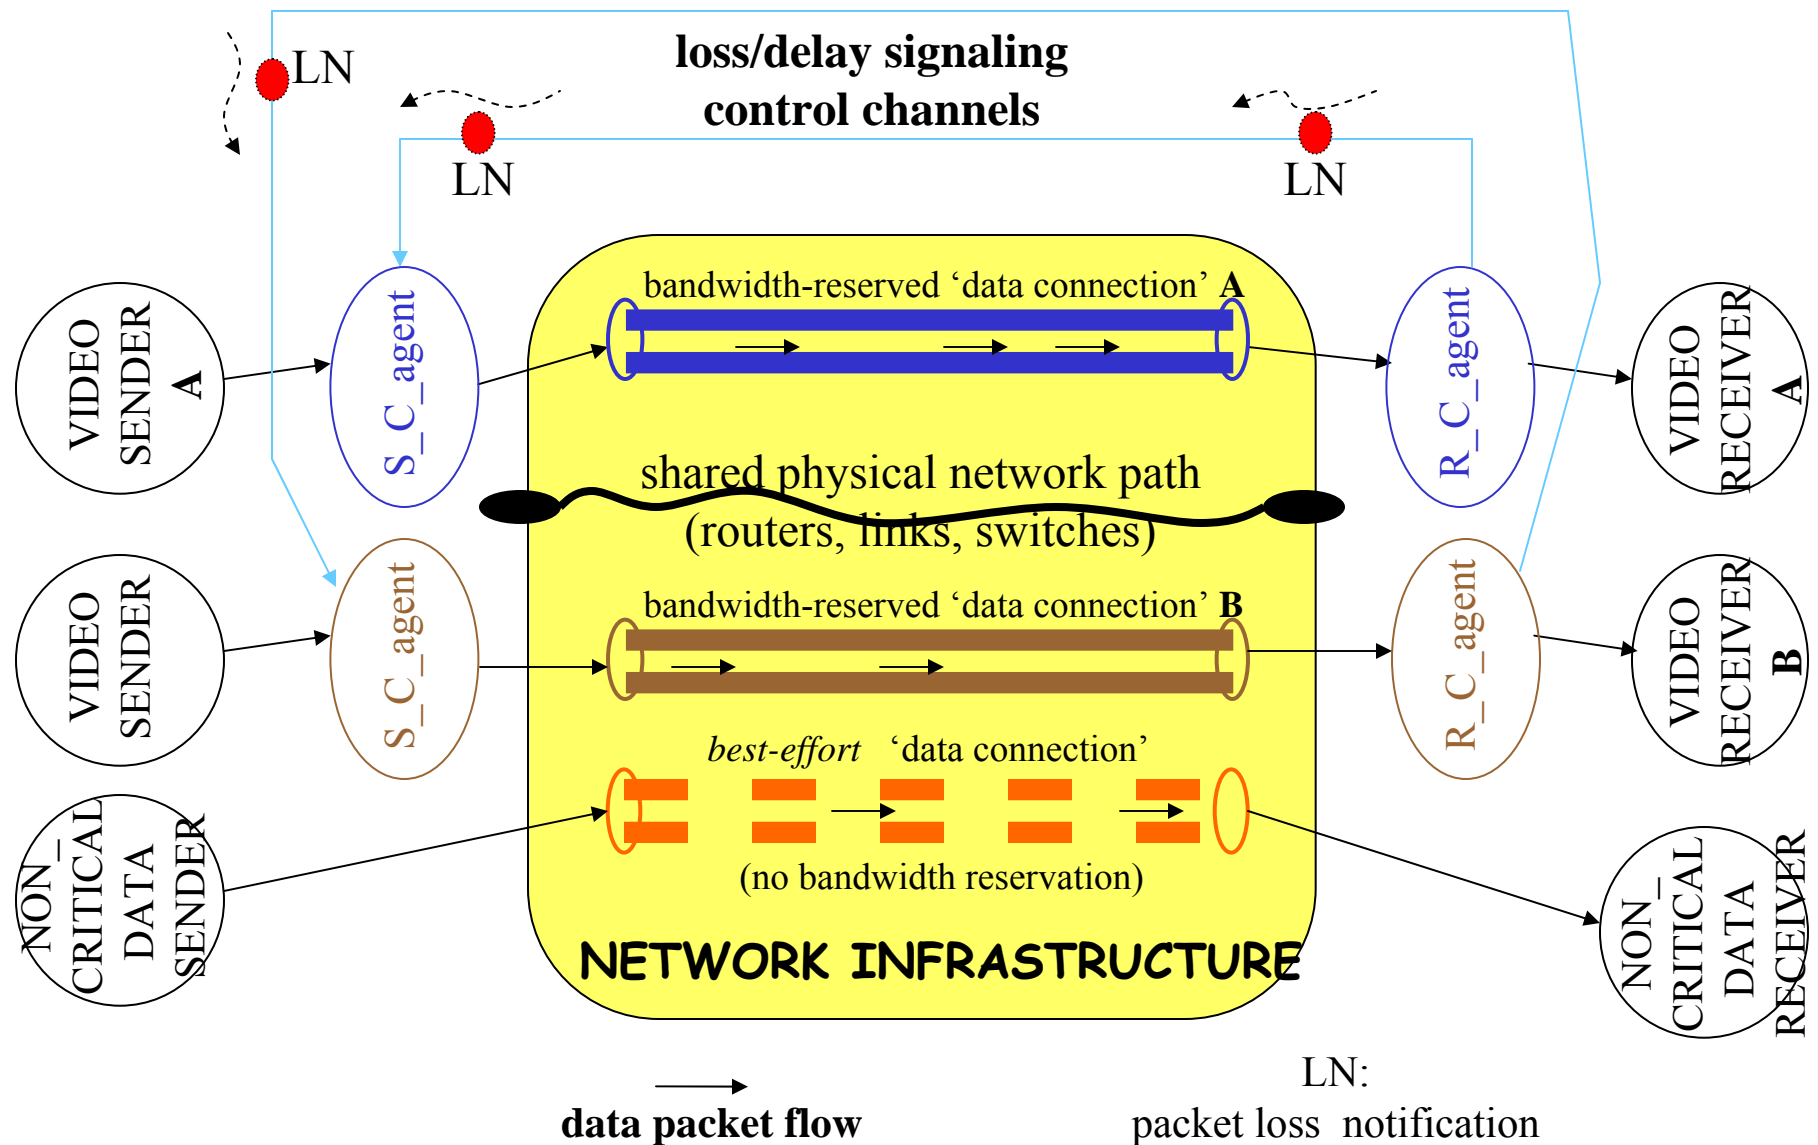 LN
loss/delay signaling
control channels
LN
LN
VIDEO
SENDER
A
S_C_agent
bandwidth-reserved ‘data connection’ A
R_C_agent
VIDEO
RECEIVER
A
shared physical network path
(routers, links, switches)
VIDEO
SENDER
S_C_agent
bandwidth-reserved ‘data connection’ B
R_C_agent
VIDEO
RECEIVER
B
best-effort ‘data connection’
(no bandwidth reservation)
NON_
CRITICAL
DATA
SENDER
NON_
CRITICAL
DATA
RECEIVER
NETWORK INFRASTRUCTURE
data packet flow
LN:
packet loss notification